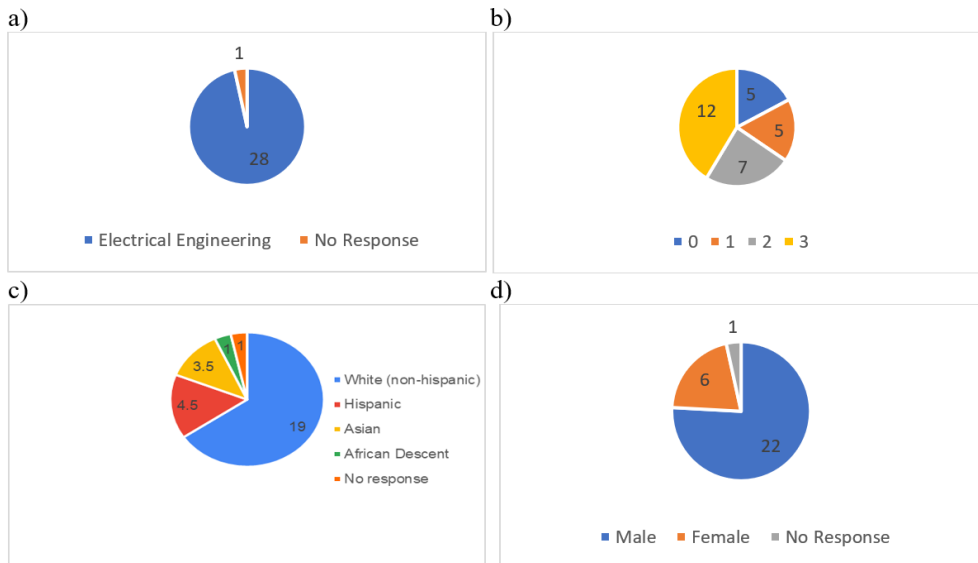 a)
1
28
Electrical Engineering No Response
b)
5
12
5
7
0 1 2 3
c)
1 1
3.5
4.5
19
White (non-hispanic)
Hispanic
Asian
African Descent
No response
d)
1
6
22
Male Female No Response